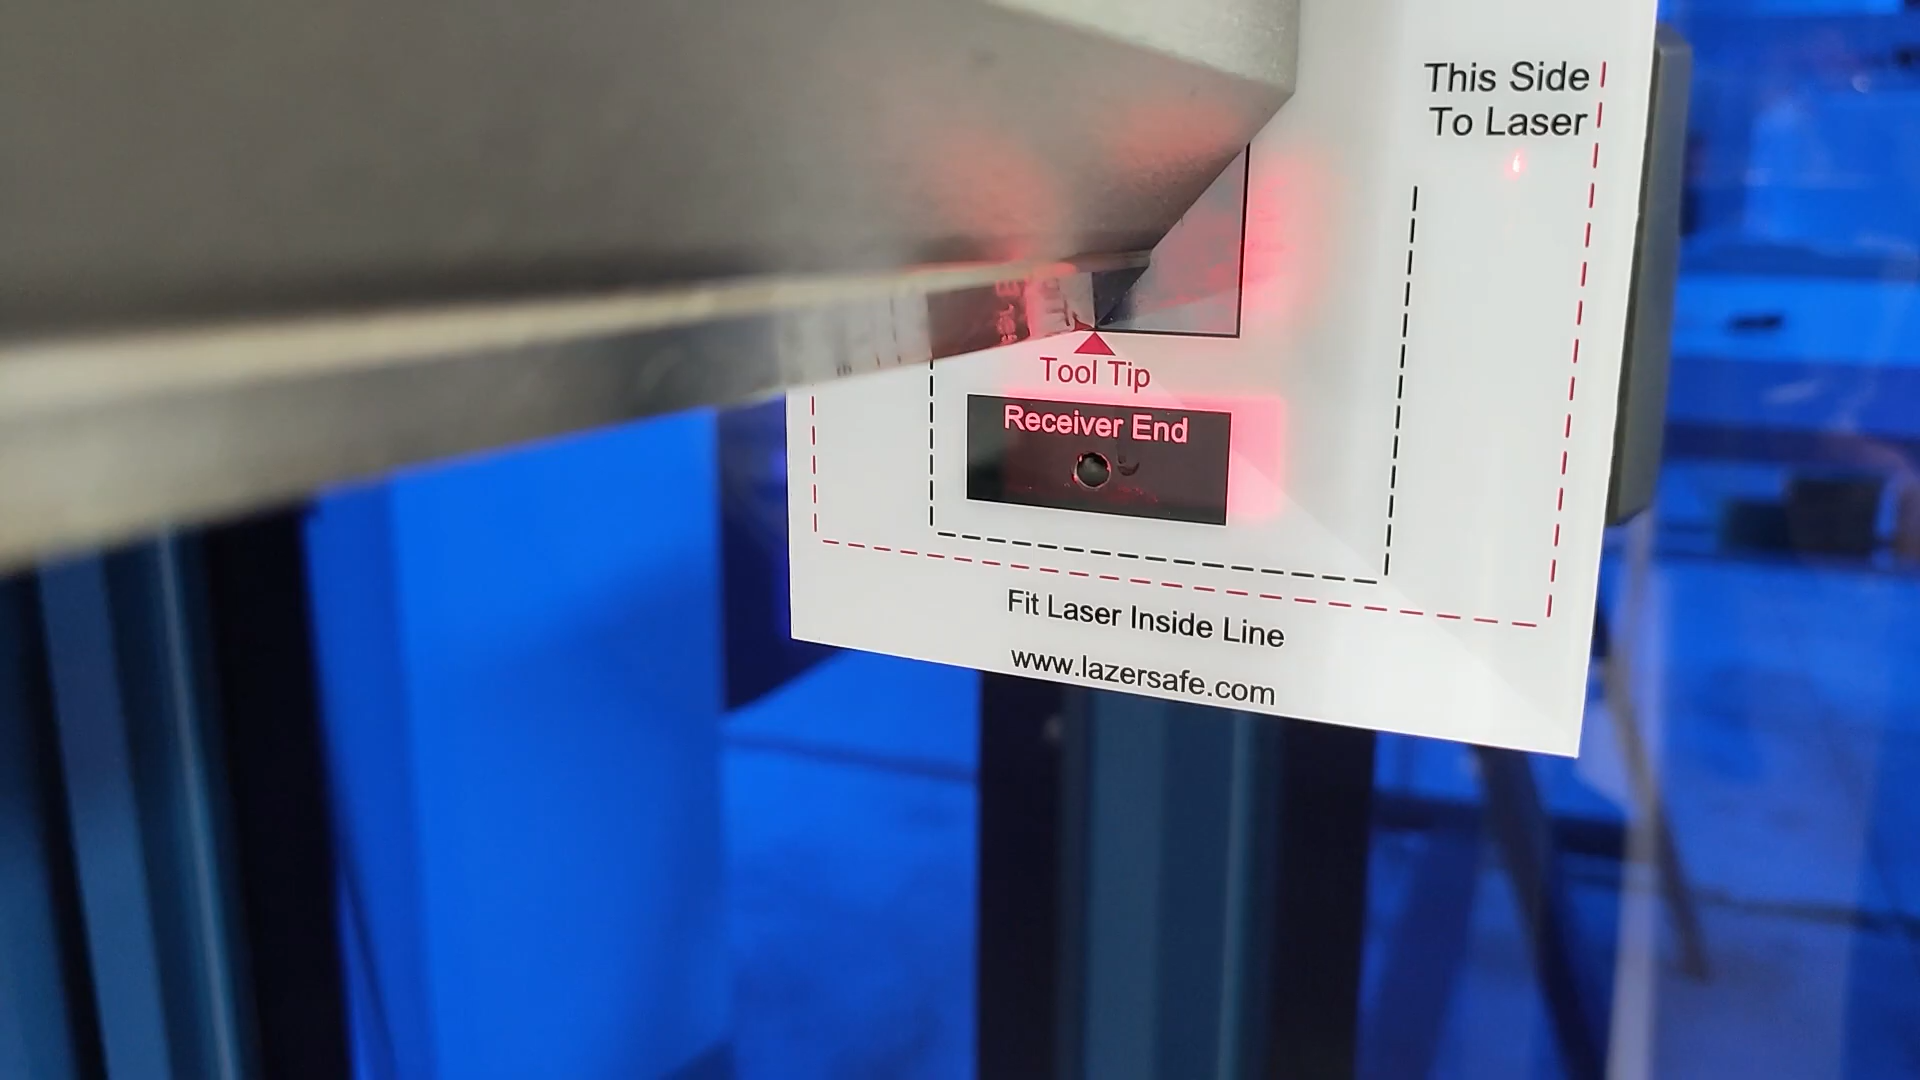 This Side
To Laser
Tool Tip
Receiver End
Fit Laser Inside Line
www.lazersafe.com